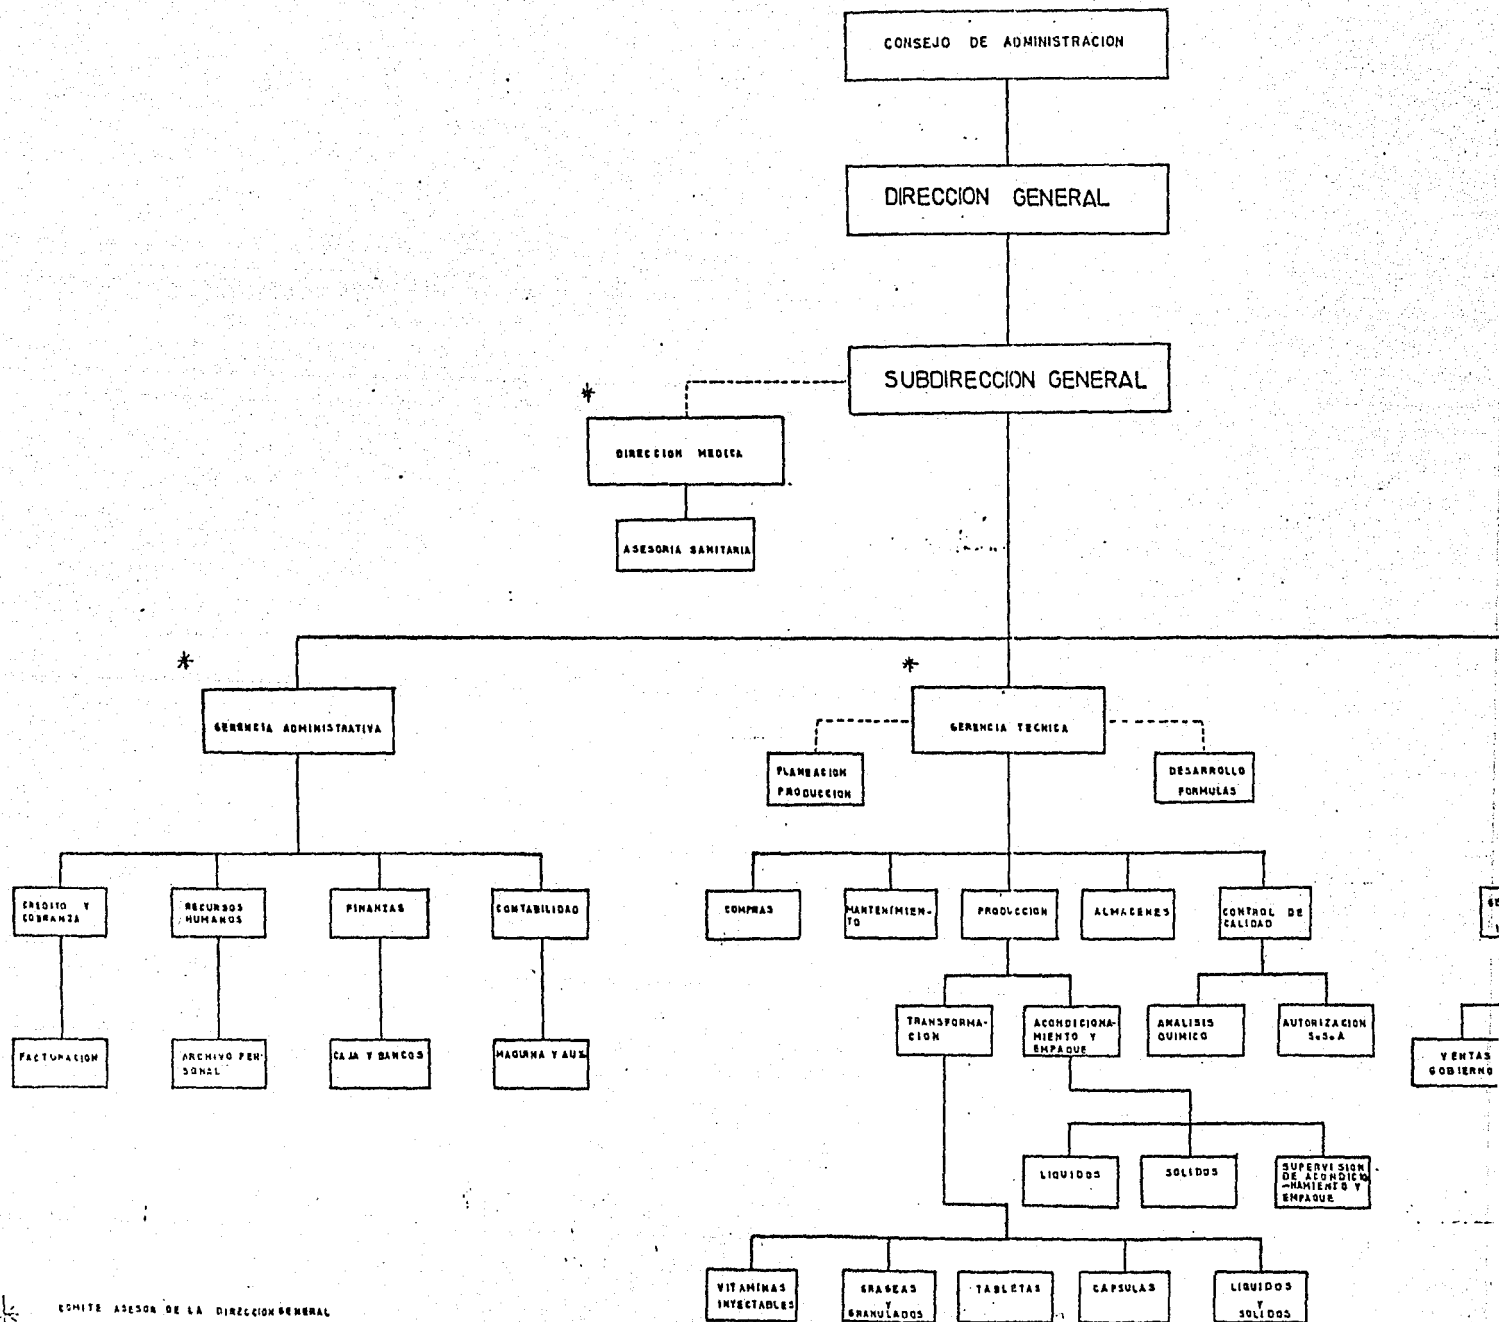 CONSEJO DE ADMINISTRACION
DIRECCION GENERAL
SUBDIRECCION GENERAL
*
DIRECCION MEDICA
ASESORIA SANITARIA
*
*
GERENCIA ADMINISTRATIVA
GERENCIA TECNICA
PLANEACION
PRODUCCION
DESARROLLO
FORMULAS
CREDITO Y
COBRANZA
RECURSOS
HUMANOS
FINANZAS
CONTABILIDAD
COMPRAS
MANTENIMIEN-
TO
PRODUCCION
ALMACENES
CONTROL DE
CALIDAD
FACTURACION
ARCHIVO PER-
SONAL
CAJA Y BANCOS
MAQUINA Y AUX.
TRANSFORMA-
CION
ACONDICIONA-
MIENTO Y
EMPAQUE
ANALISIS
QUIMICO
AUTORIZACION
S.S.A
VENTAS
GOBIERNO
LIQUIDOS
SOLIDOS
SUPERVISION
DE ACONDICIO
-NAMIENTO Y
EMPAQUE
VITAMINAS
INYECTABLES
GRAGEAS
Y
GRANULADOS
TABLETAS
CAPSULAS
LIQUIDOS
Y
SOLIDOS
* COMITE ASESOR DE LA DIRECCION GENERAL